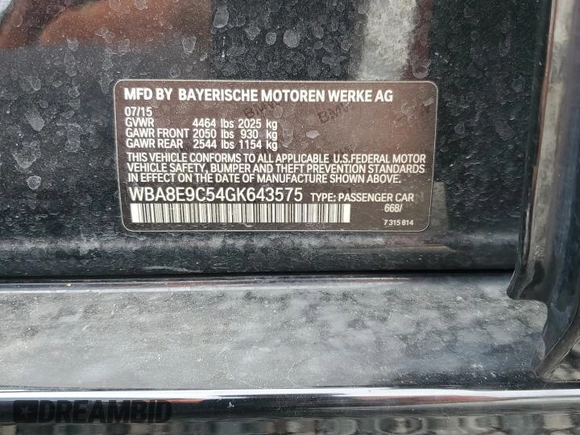 MFD BY BAYERISCHE MOTOREN WERKE AG
07/15
GVWR 4464 lbs 2025 kg
GAWR FRONT 2050 lbs 930 kg
GAWR REAR 2544 lbs 1154 kg
THIS VEHICLE CONFORMS TO ALL APPLICABLE U.S.FEDERAL MOTOR
VEHICLE SAFETY, BUMPER AND THEFT PREVENTION STANDARDS
IN EFFECT ON THE DATE OF MANUFACTURE SHOWN ABOVE.
WBA8E9C54GK643575 TYPE: PASSENGER CAR
668/
7 315 814
DREAMBID